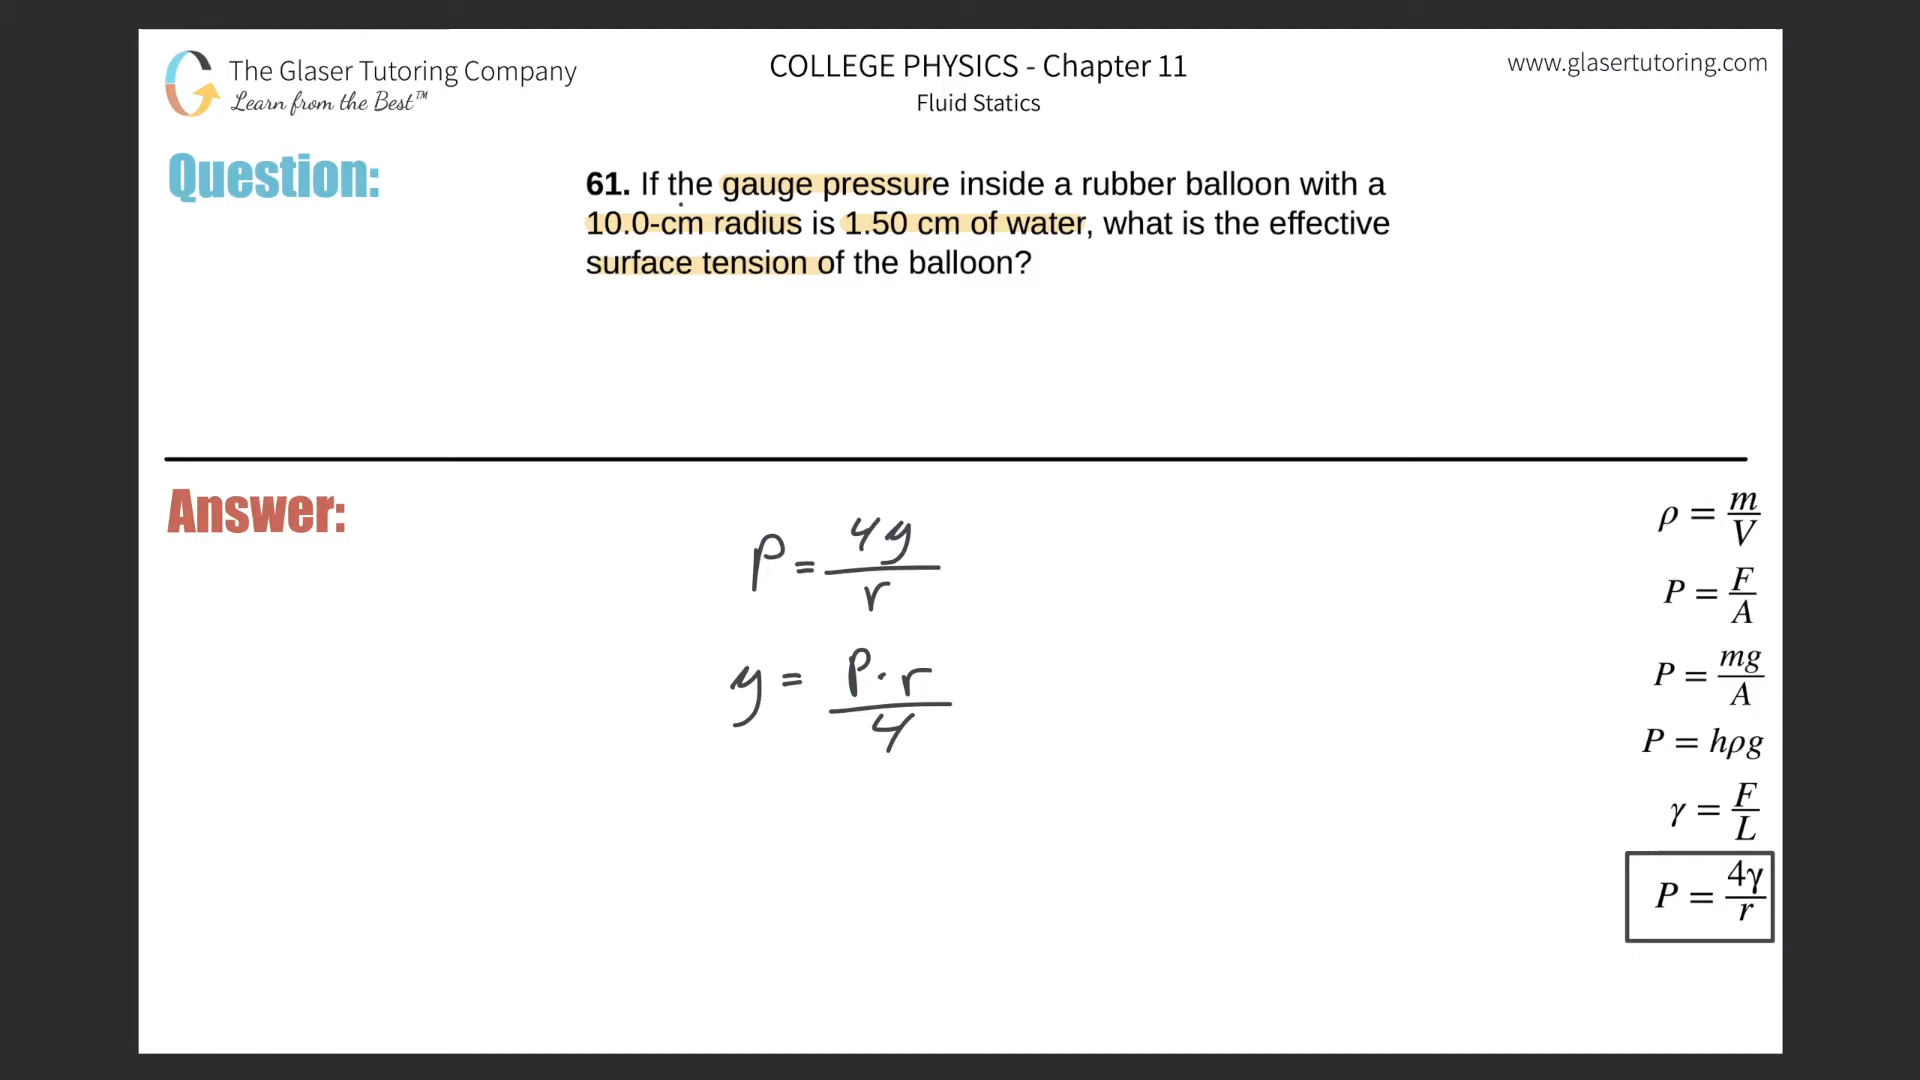 The Glaser Tutoring Company
Learn from the Best™
COLLEGE PHYSICS - Chapter 11
Fluid Statics
www.glasertutoring.com
Question:
61. If the gauge pressure inside a rubber balloon with a
10.0-cm radius is 1.50 cm of water, what is the effective
surface tension of the balloon?
Answer:
P = 4γ / r
γ = P · r / 4
ρ = m / V
P = F / A
P = mg / A
P = hρg
γ = F / L
P = 4γ / r